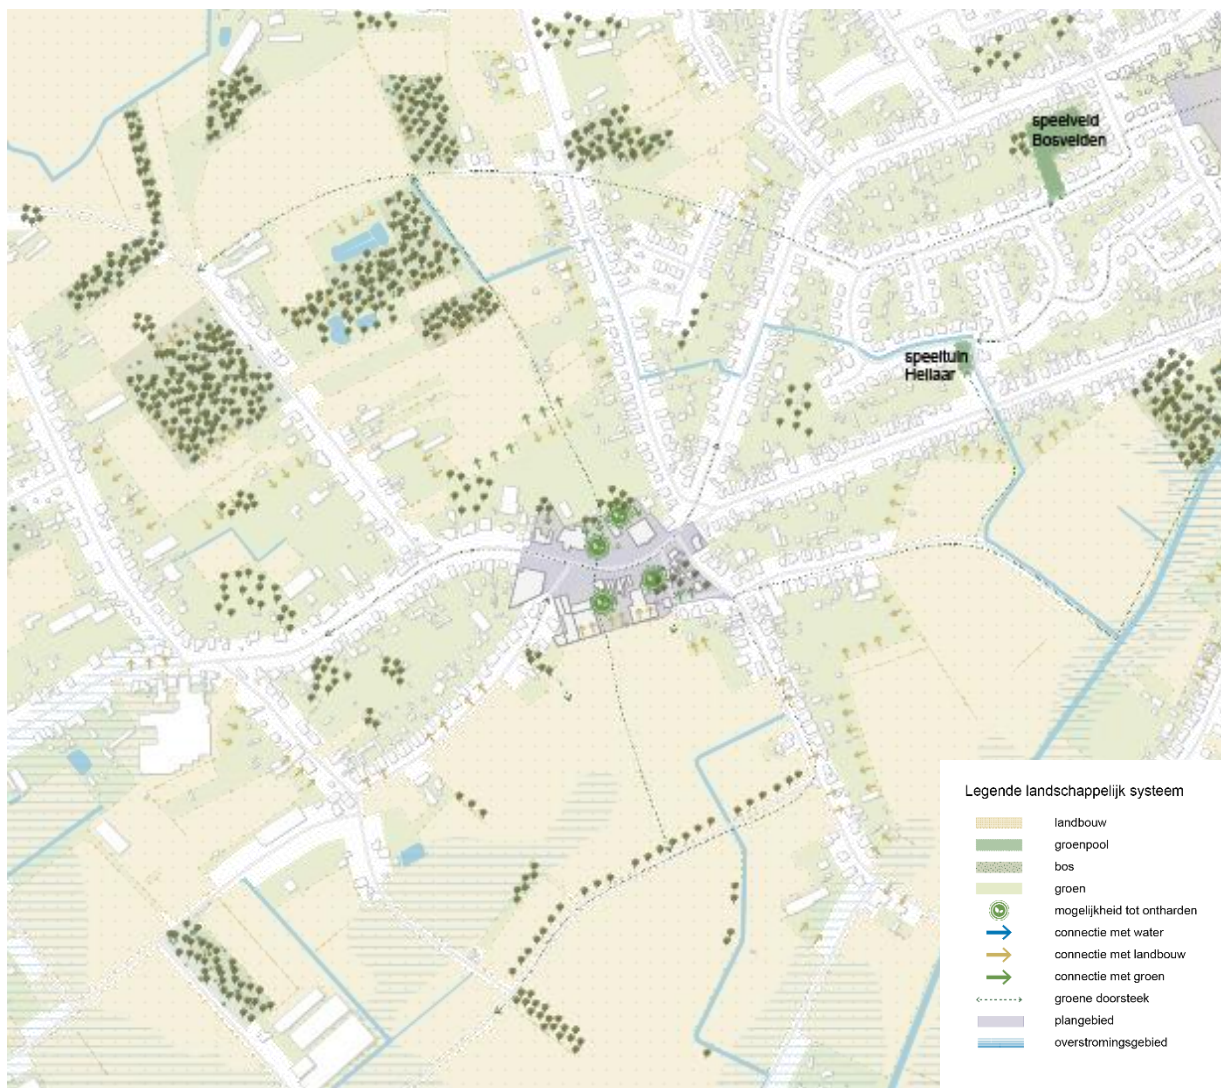 speelveld
Bosvelden
speeltuin
Hellaar
Legende landschappelijk systeem
landbouw
groenpool
bos
groen
mogelijkheid tot ontharden
connectie met water
connectie met landbouw
connectie met groen
groene doorsteek
plangebied
overstromingsgebied